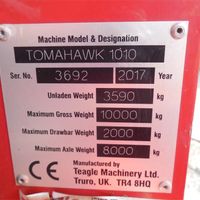 Machine Model & Designation
TOMAHAWK 1010
Ser. No. 3692 2017 Year
Unladen Weight 3590 kg
Maximum Gross Weight 10000 kg
Maximum Drawbar Weight 2000 kg
Maximum Axle Weight 8000 kg
CE
Manufactured by
Teagle Machinery Ltd.
Truro, UK. TR4 8HQ